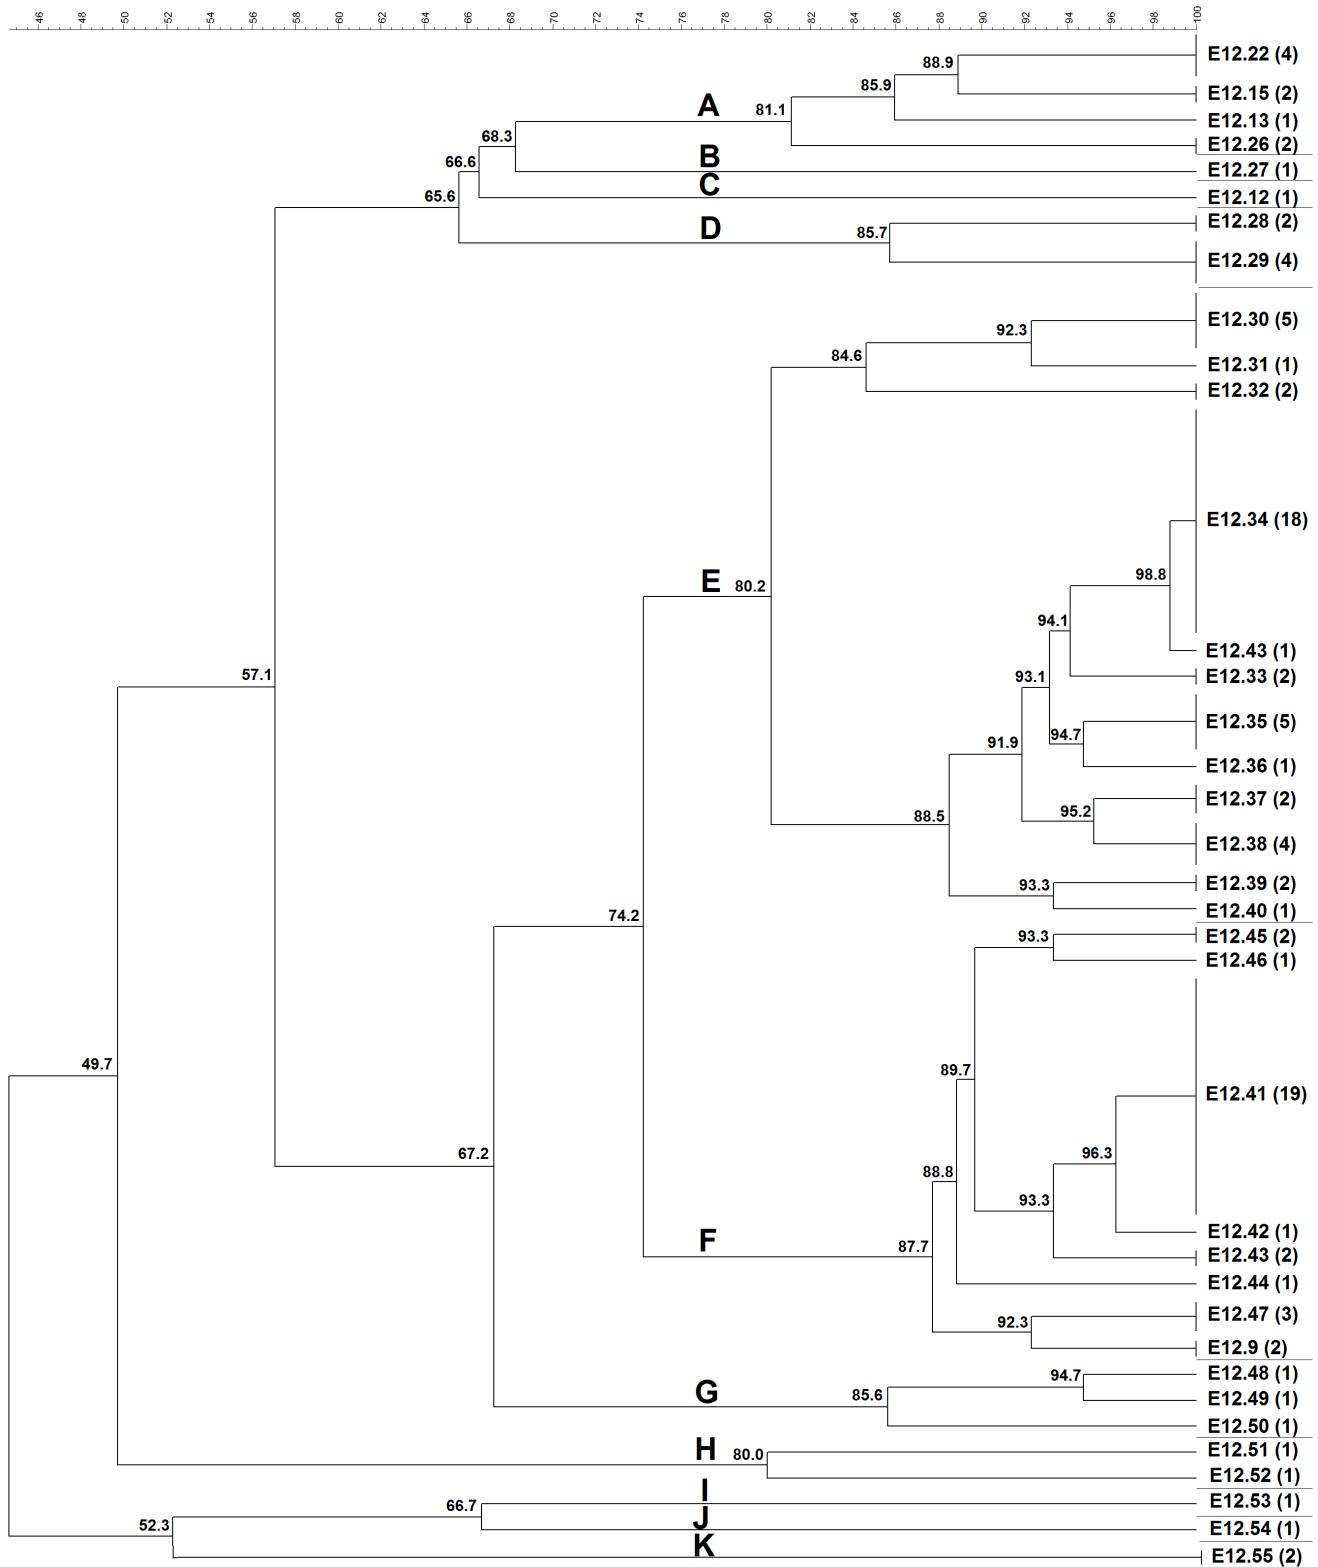 46 48 50 52 54 56 58 60 62 64 66 68 70 72 74 76 78 80 82 84 86 88 90 92 94 96 98 100
E12.22 (4)
88.9
85.9
E12.15 (2)
A
81.1
E12.13 (1)
68.3
E12.26 (2)
B
66.6
E12.27 (1)
C
65.6
E12.12 (1)
D
85.7
E12.28 (2)
E12.29 (4)
E12.30 (5)
92.3
84.6
E12.31 (1)
E12.32 (2)
E12.34 (18)
98.8
E
80.2
94.1
E12.43 (1)
57.1
93.1
E12.33 (2)
E12.35 (5)
94.7
91.9
E12.36 (1)
E12.37 (2)
95.2
88.5
E12.38 (4)
E12.39 (2)
93.3
E12.40 (1)
74.2
93.3
E12.45 (2)
E12.46 (1)
49.7
89.7
E12.41 (19)
67.2
96.3
88.8
93.3
F
87.7
E12.42 (1)
E12.43 (2)
E12.44 (1)
E12.47 (3)
92.3
E12.9 (2)
94.7
E12.48 (1)
G
85.6
E12.49 (1)
E12.50 (1)
H
80.0
E12.51 (1)
E12.52 (1)
I
66.7
E12.53 (1)
J
52.3
E12.54 (1)
K
E12.55 (2)